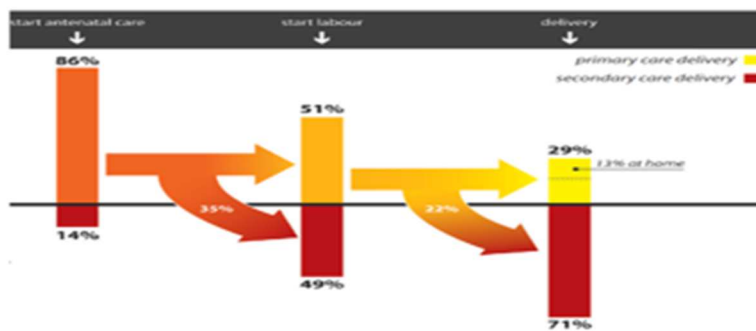 start antenatal care
start labour
delivery
86%
primary care delivery
secondary care delivery
51%
29%
13% at home
35%
22%
14%
49%
71%